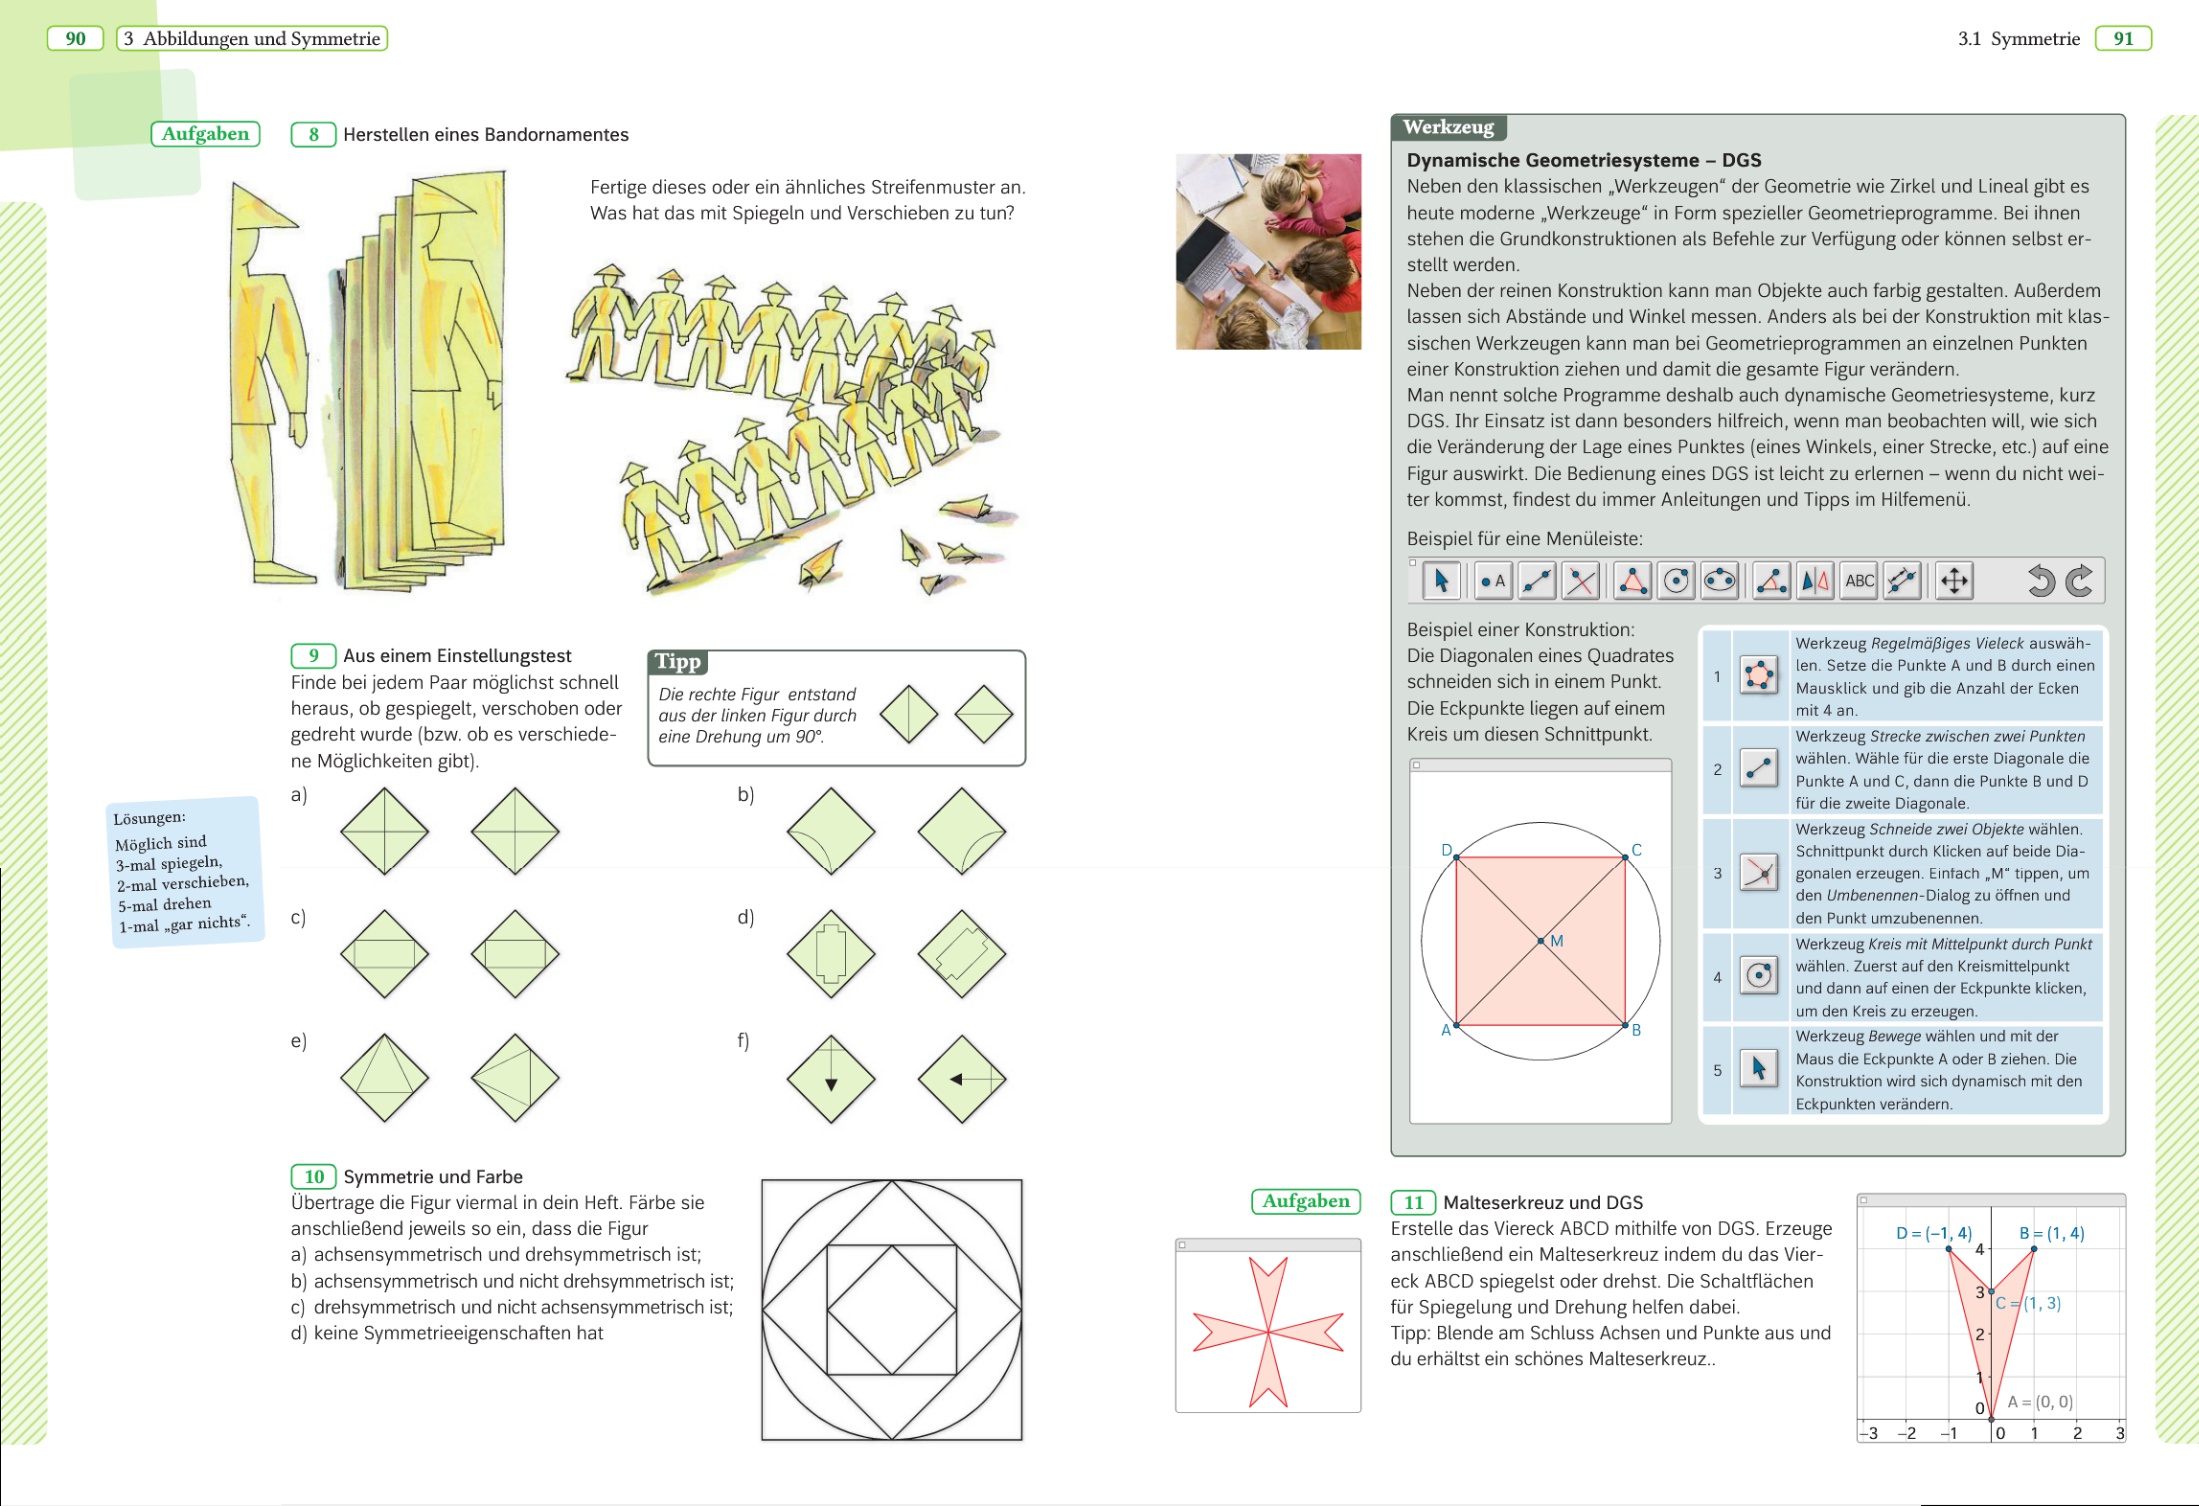 90
3 Abbildungen und Symmetrie
Aufgaben
8 Herstellen eines Bandornamentes
Fertige dieses oder ein ähnliches Streifenmuster an.
Was hat das mit Spiegeln und Verschieben zu tun?
9 Aus einem Einstellungstest
Finde bei jedem Paar möglichst schnell
heraus, ob gespiegelt, verschoben oder
gedreht wurde (bzw. ob es verschiede-
ne Möglichkeiten gibt).
Tipp
Die rechte Figur entstand
aus der linken Figur durch
eine Drehung um 90°.
a)
b)
c)
d)
e)
f)
Lösungen:
Möglich sind
3-mal spiegeln,
2-mal verschieben,
5-mal drehen
1-mal „gar nichts“.
10 Symmetrie und Farbe
Übertrage die Figur viermal in dein Heft. Färbe sie
anschließend jeweils so ein, dass die Figur
a) achsensymmetrisch und drehsymmetrisch ist;
b) achsensymmetrisch und nicht drehsymmetrisch ist;
c) drehsymmetrisch und nicht achsensymmetrisch ist;
d) keine Symmetrieeigenschaften hat
3.1 Symmetrie
91
Werkzeug
Dynamische Geometriesysteme – DGS
Neben den klassischen „Werkzeugen“ der Geometrie wie Zirkel und Lineal gibt es
heute moderne „Werkzeuge“ in Form spezieller Geometrieprogramme. Bei ihnen
stehen die Grundkonstruktionen als Befehle zur Verfügung oder können selbst er-
stellt werden.
Neben der reinen Konstruktion kann man Objekte auch farbig gestalten. Außerdem
lassen sich Abstände und Winkel messen. Anders als bei der Konstruktion mit klas-
sischen Werkzeugen kann man bei Geometrieprogrammen an einzelnen Punkten
einer Konstruktion ziehen und damit die gesamte Figur verändern.
Man nennt solche Programme deshalb auch dynamische Geometriesysteme, kurz
DGS. Ihr Einsatz ist dann besonders hilfreich, wenn man beobachten will, wie sich
die Veränderung der Lage eines Punktes (eines Winkels, einer Strecke, etc.) auf eine
Figur auswirkt. Die Bedienung eines DGS ist leicht zu erlernen – wenn du nicht wei-
ter kommst, findest du immer Anleitungen und Tipps im Hilfemenü.
Beispiel für eine Menüleiste:
A
ABC
Beispiel einer Konstruktion:
Die Diagonalen eines Quadrates
schneiden sich in einem Punkt.
Die Eckpunkte liegen auf einem
Kreis um diesen Schnittpunkt.
D
C
M
A
B
1
Werkzeug Regelmäßiges Vieleck auswäh-
len. Setze die Punkte A und B durch einen
Mausklick und gib die Anzahl der Ecken
mit 4 an.
2
Werkzeug Strecke zwischen zwei Punkten
wählen. Wähle für die erste Diagonale die
Punkte A und C, dann die Punkte B und D
für die zweite Diagonale.
3
Werkzeug Schneide zwei Objekte wählen.
Schnittpunkt durch Klicken auf beide Dia-
gonalen erzeugen. Einfach „M“ tippen, um
den Umbenennen-Dialog zu öffnen und
den Punkt umzubenennen.
4
Werkzeug Kreis mit Mittelpunkt durch Punkt
wählen. Zuerst auf den Kreismittelpunkt
und dann auf einen der Eckpunkte klicken,
um den Kreis zu erzeugen.
5
Werkzeug Bewege wählen und mit der
Maus die Eckpunkte A oder B ziehen. Die
Konstruktion wird sich dynamisch mit den
Eckpunkten verändern.
Aufgaben
11 Malteserkreuz und DGS
Erstelle das Viereck ABCD mithilfe von DGS. Erzeuge
anschließend ein Malteserkreuz indem du das Vier-
eck ABCD spiegelst oder drehst. Die Schaltflächen
für Spiegelung und Drehung helfen dabei.
Tipp: Blende am Schluss Achsen und Punkte aus und
du erhältst ein schönes Malteserkreuz..
D = (–1, 4)
B = (1, 4)
4
3
C = (1, 3)
2
1
0
A = (0, 0)
–3 –2 –1 0 1 2 3